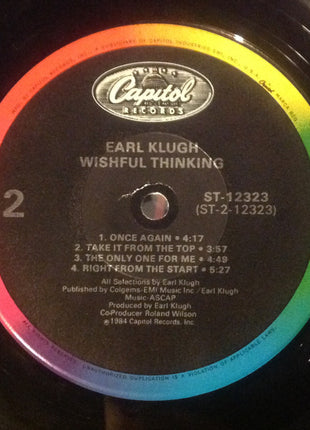 Capitol
RECORDS
EARL KLUGH
WISHFUL THINKING
2
ST-12323
(ST-2-12323)
1. ONCE AGAIN • 4:17
2. TAKE IT FROM THE TOP • 3:57
3. THE ONLY ONE FOR ME • 4:49
4. RIGHT FROM THE START • 5:27
All Selections by Earl Klugh
Published by Colgems-EMI Music Inc/Earl Klugh
Music-ASCAP
Produced by Earl Klugh
Co-Producer Roland Wilson
℗1984 Capitol Records, Inc.